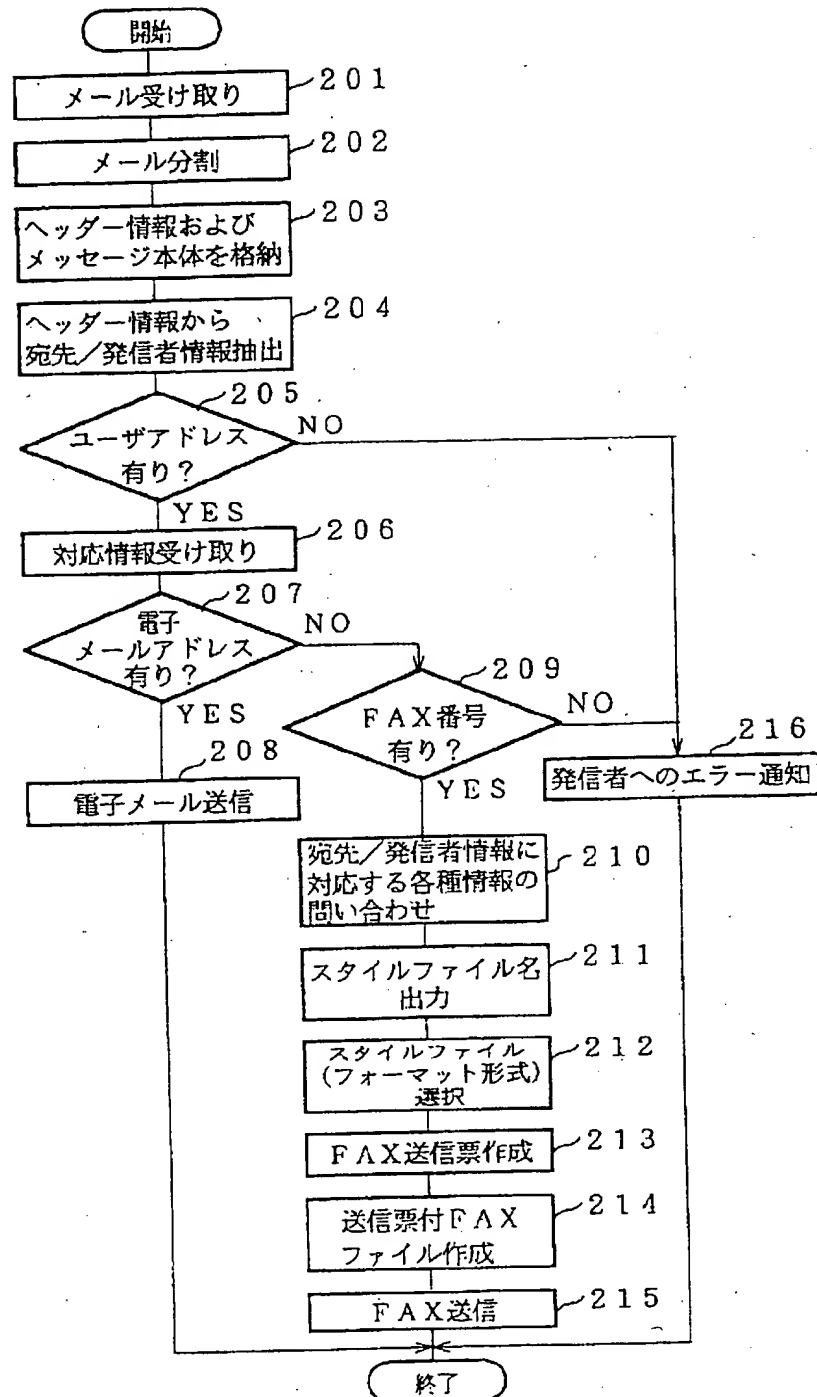 開始
メール受け取り
201
メール分割
202
ヘッダー情報および
メッセージ本体を格納
203
ヘッダー情報から
宛先／発信者情報抽出
204
205
ユーザアドレス
有り？
NO
YES
対応情報受け取り
206
207
電子
メールアドレス
有り？
NO
YES
208
電子メール送信
209
FAX番号
有り？
NO
YES
216
発信者へのエラー通知
宛先／発信者情報に
対応する各種情報の
問い合わせ
210
スタイルファイル名
出力
211
スタイルファイル
(フォーマット形式)
選択
212
FAX送信票作成
213
送信票付FAX
ファイル作成
214
FAX送信
215
終了